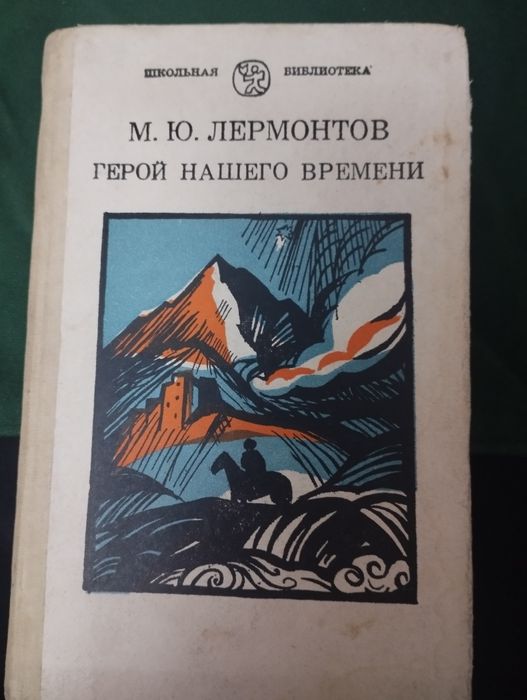 ШКОЛЬНАЯ БИБЛИОТЕКА
М. Ю. ЛЕРМОНТОВ
ГЕРОЙ НАШЕГО ВРЕМЕНИ